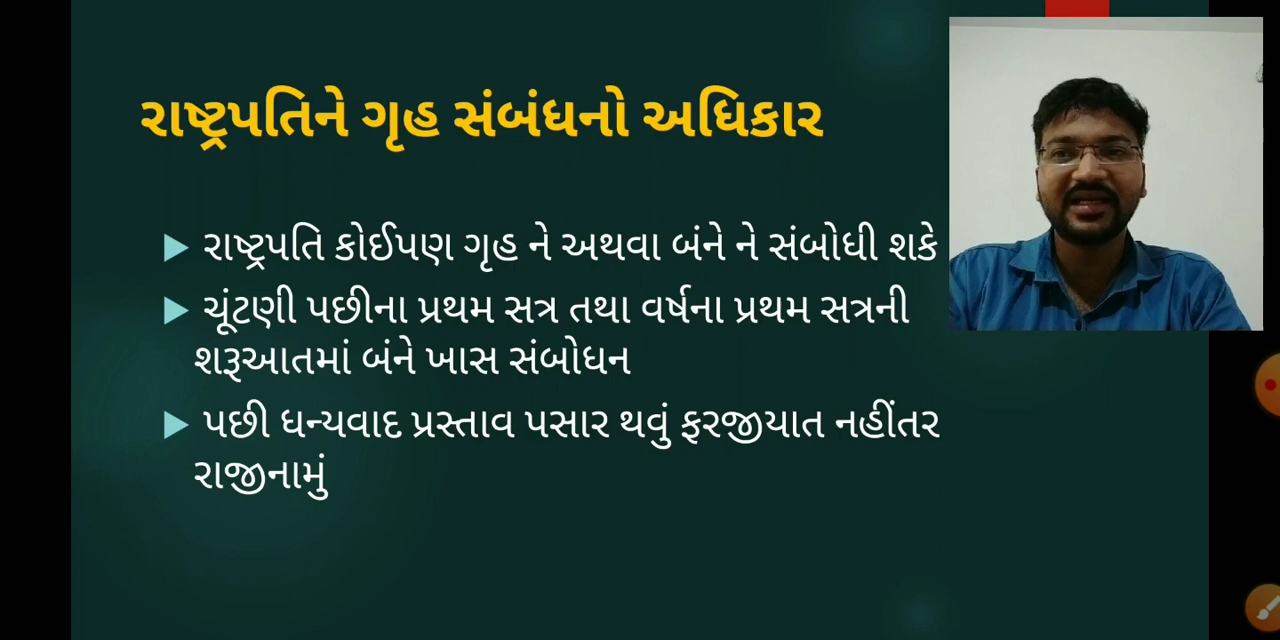 રાષ્ટ્રપતિને ગૃહ સંબંધનો અધિકાર
રાષ્ટ્રપતિ કોઈપણ ગૃહ ને અથવા બંને ને સંબોધી શકે
ચૂંટણી પછીના પ્રથમ સત્ર તથા વર્ષના પ્રથમ સત્રની
શરૂઆતમાં બંને ખાસ સંબોધન
પછી ધન્યવાદ પ્રસ્તાવ પસાર થવું ફરજીયાત નહીંતર
રાજીનામું